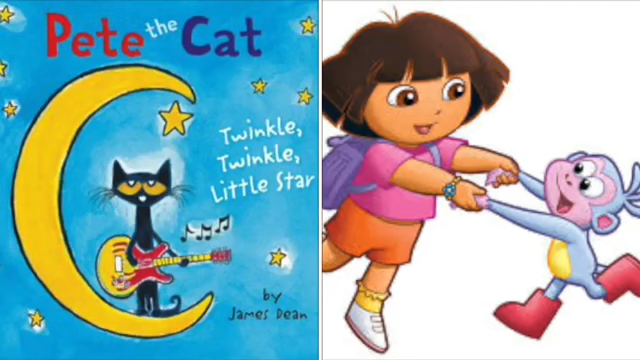 Pete the Cat
Twinkle,
Twinkle,
Little Star
by
James Dean